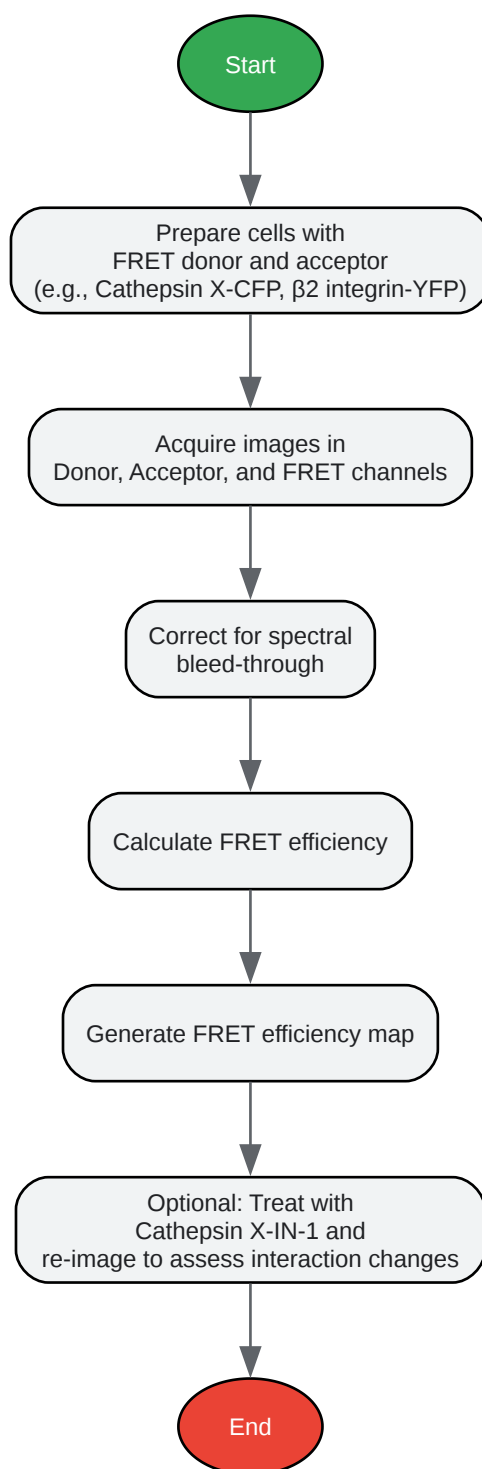 Start
Prepare cells with
FRET donor and acceptor
(e.g., Cathepsin X-CFP, β2 integrin-YFP)
Acquire images in
Donor, Acceptor, and FRET channels
Correct for spectral
bleed-through
Calculate FRET efficiency
Generate FRET efficiency map
Optional: Treat with
Cathepsin X-IN-1 and
re-image to assess interaction changes
End